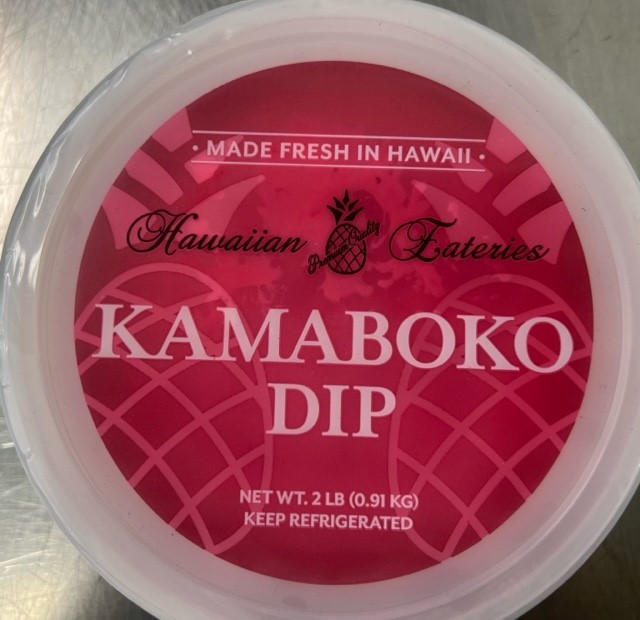 · MADE FRESH IN HAWAII ·
Hawaiian Premium Quality Eateries
KAMABOKO
DIP
NET WT. 2 LB (0.91 KG)
KEEP REFRIGERATED